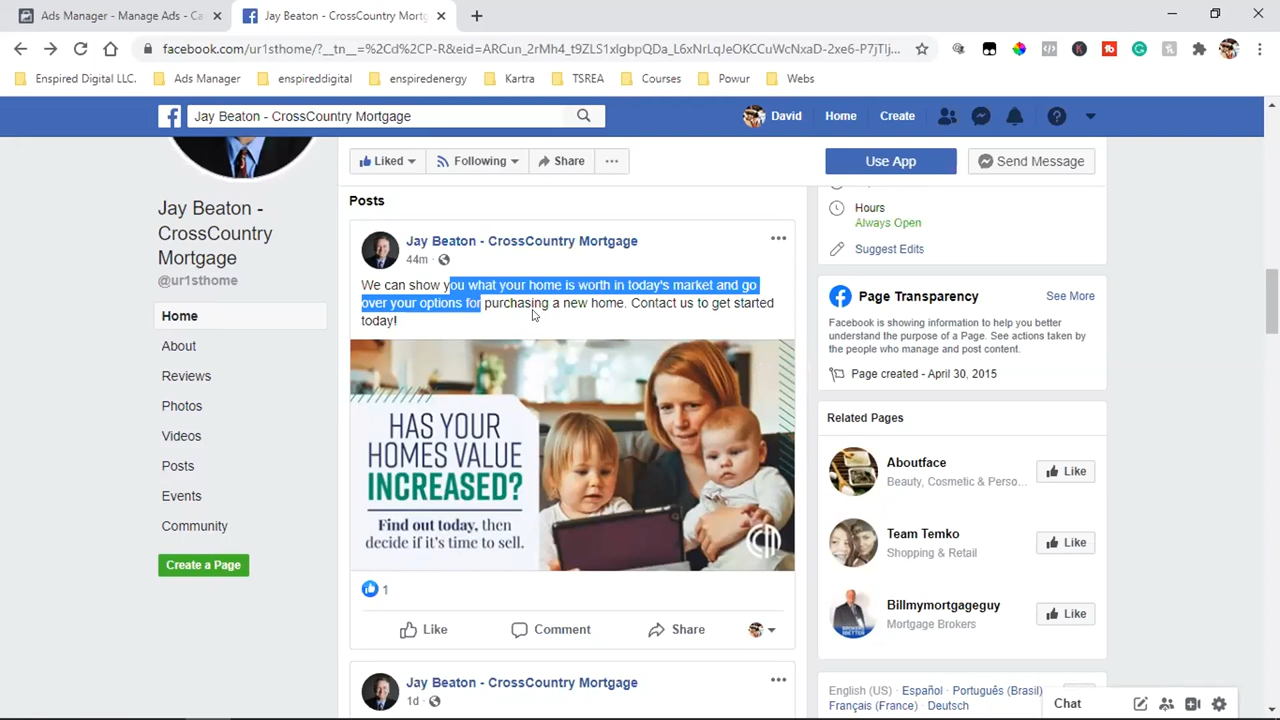 Ads Manager - Manage Ads - Ca
Jay Beaton - CrossCountry Mortg
facebook.com/ur1sthome/?__tn__=%2Cd%2CP-R&eid=ARCun_2rMh4_t9ZLS1xIgbpQDa_L6xNrLqJeOKCCuWcNxaD-2xe6-P7jTlj...
Enspired Digital LLC.
Ads Manager
enspireddigital
enspiredenergy
Kartra
TSREA
Courses
Powur
Webs
Jay Beaton - CrossCountry Mortgage
David
Home
Create
Liked
Following
Share
Use App
Send Message
Jay Beaton -
CrossCountry
Mortgage
@ur1sthome
Home
About
Reviews
Photos
Videos
Posts
Events
Community
Create a Page
Posts
Jay Beaton - CrossCountry Mortgage
44m
We can show you what your home is worth in today's market and go
over your options for purchasing a new home. Contact us to get started
today!
HAS YOUR
HOMES VALUE
INCREASED?
Find out today, then
decide if it's time to sell.
1
Like
Comment
Share
Jay Beaton - CrossCountry Mortgage
1d
Hours
Always Open
Suggest Edits
Page Transparency
See More
Facebook is showing information to help you better
understand the purpose of a Page. See actions taken by
the people who manage and post content.
Page created - April 30, 2015
Related Pages
Aboutface
Beauty, Cosmetic & Perso...
Like
Team Temko
Shopping & Retail
Like
Billmymortgageguy
Mortgage Brokers
Like
English (US) · Español · Português (Brasil)
Français (France) · Deutsch
Chat